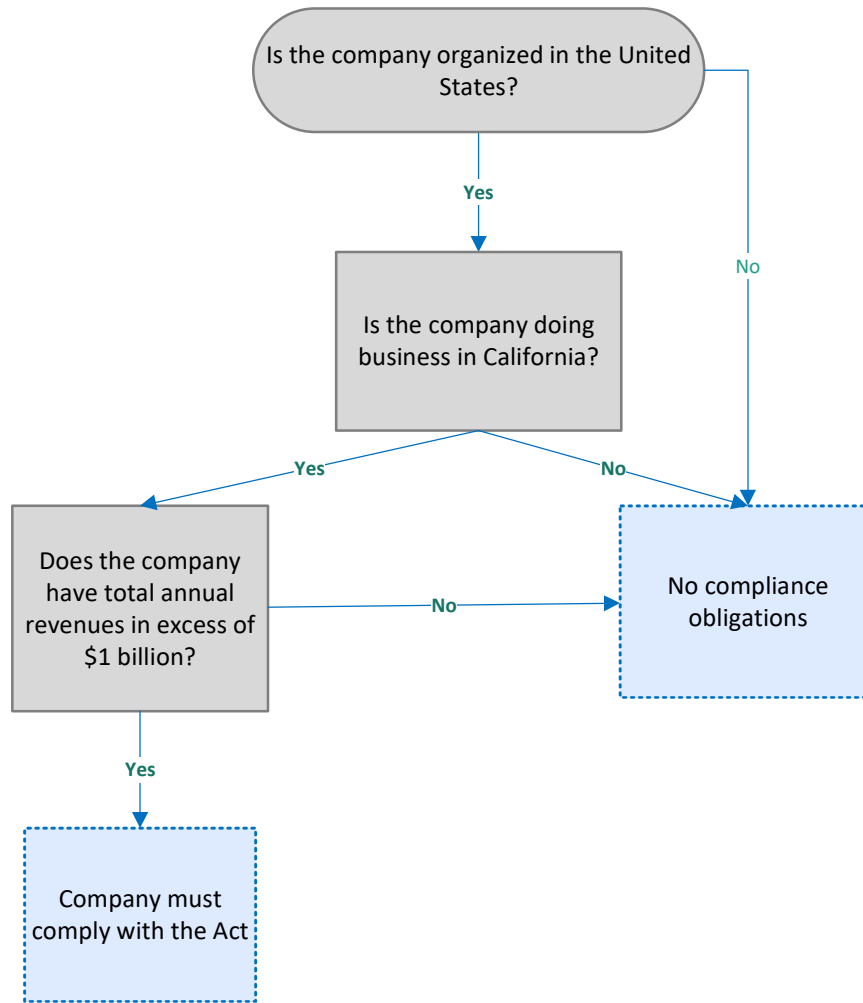 Is the company organized in the United
States?
Yes
No
Is the company doing
business in California?
Yes
No
Does the company
have total annual
revenues in excess of
$1 billion?
No
No compliance
obligations
Yes
Company must
comply with the Act